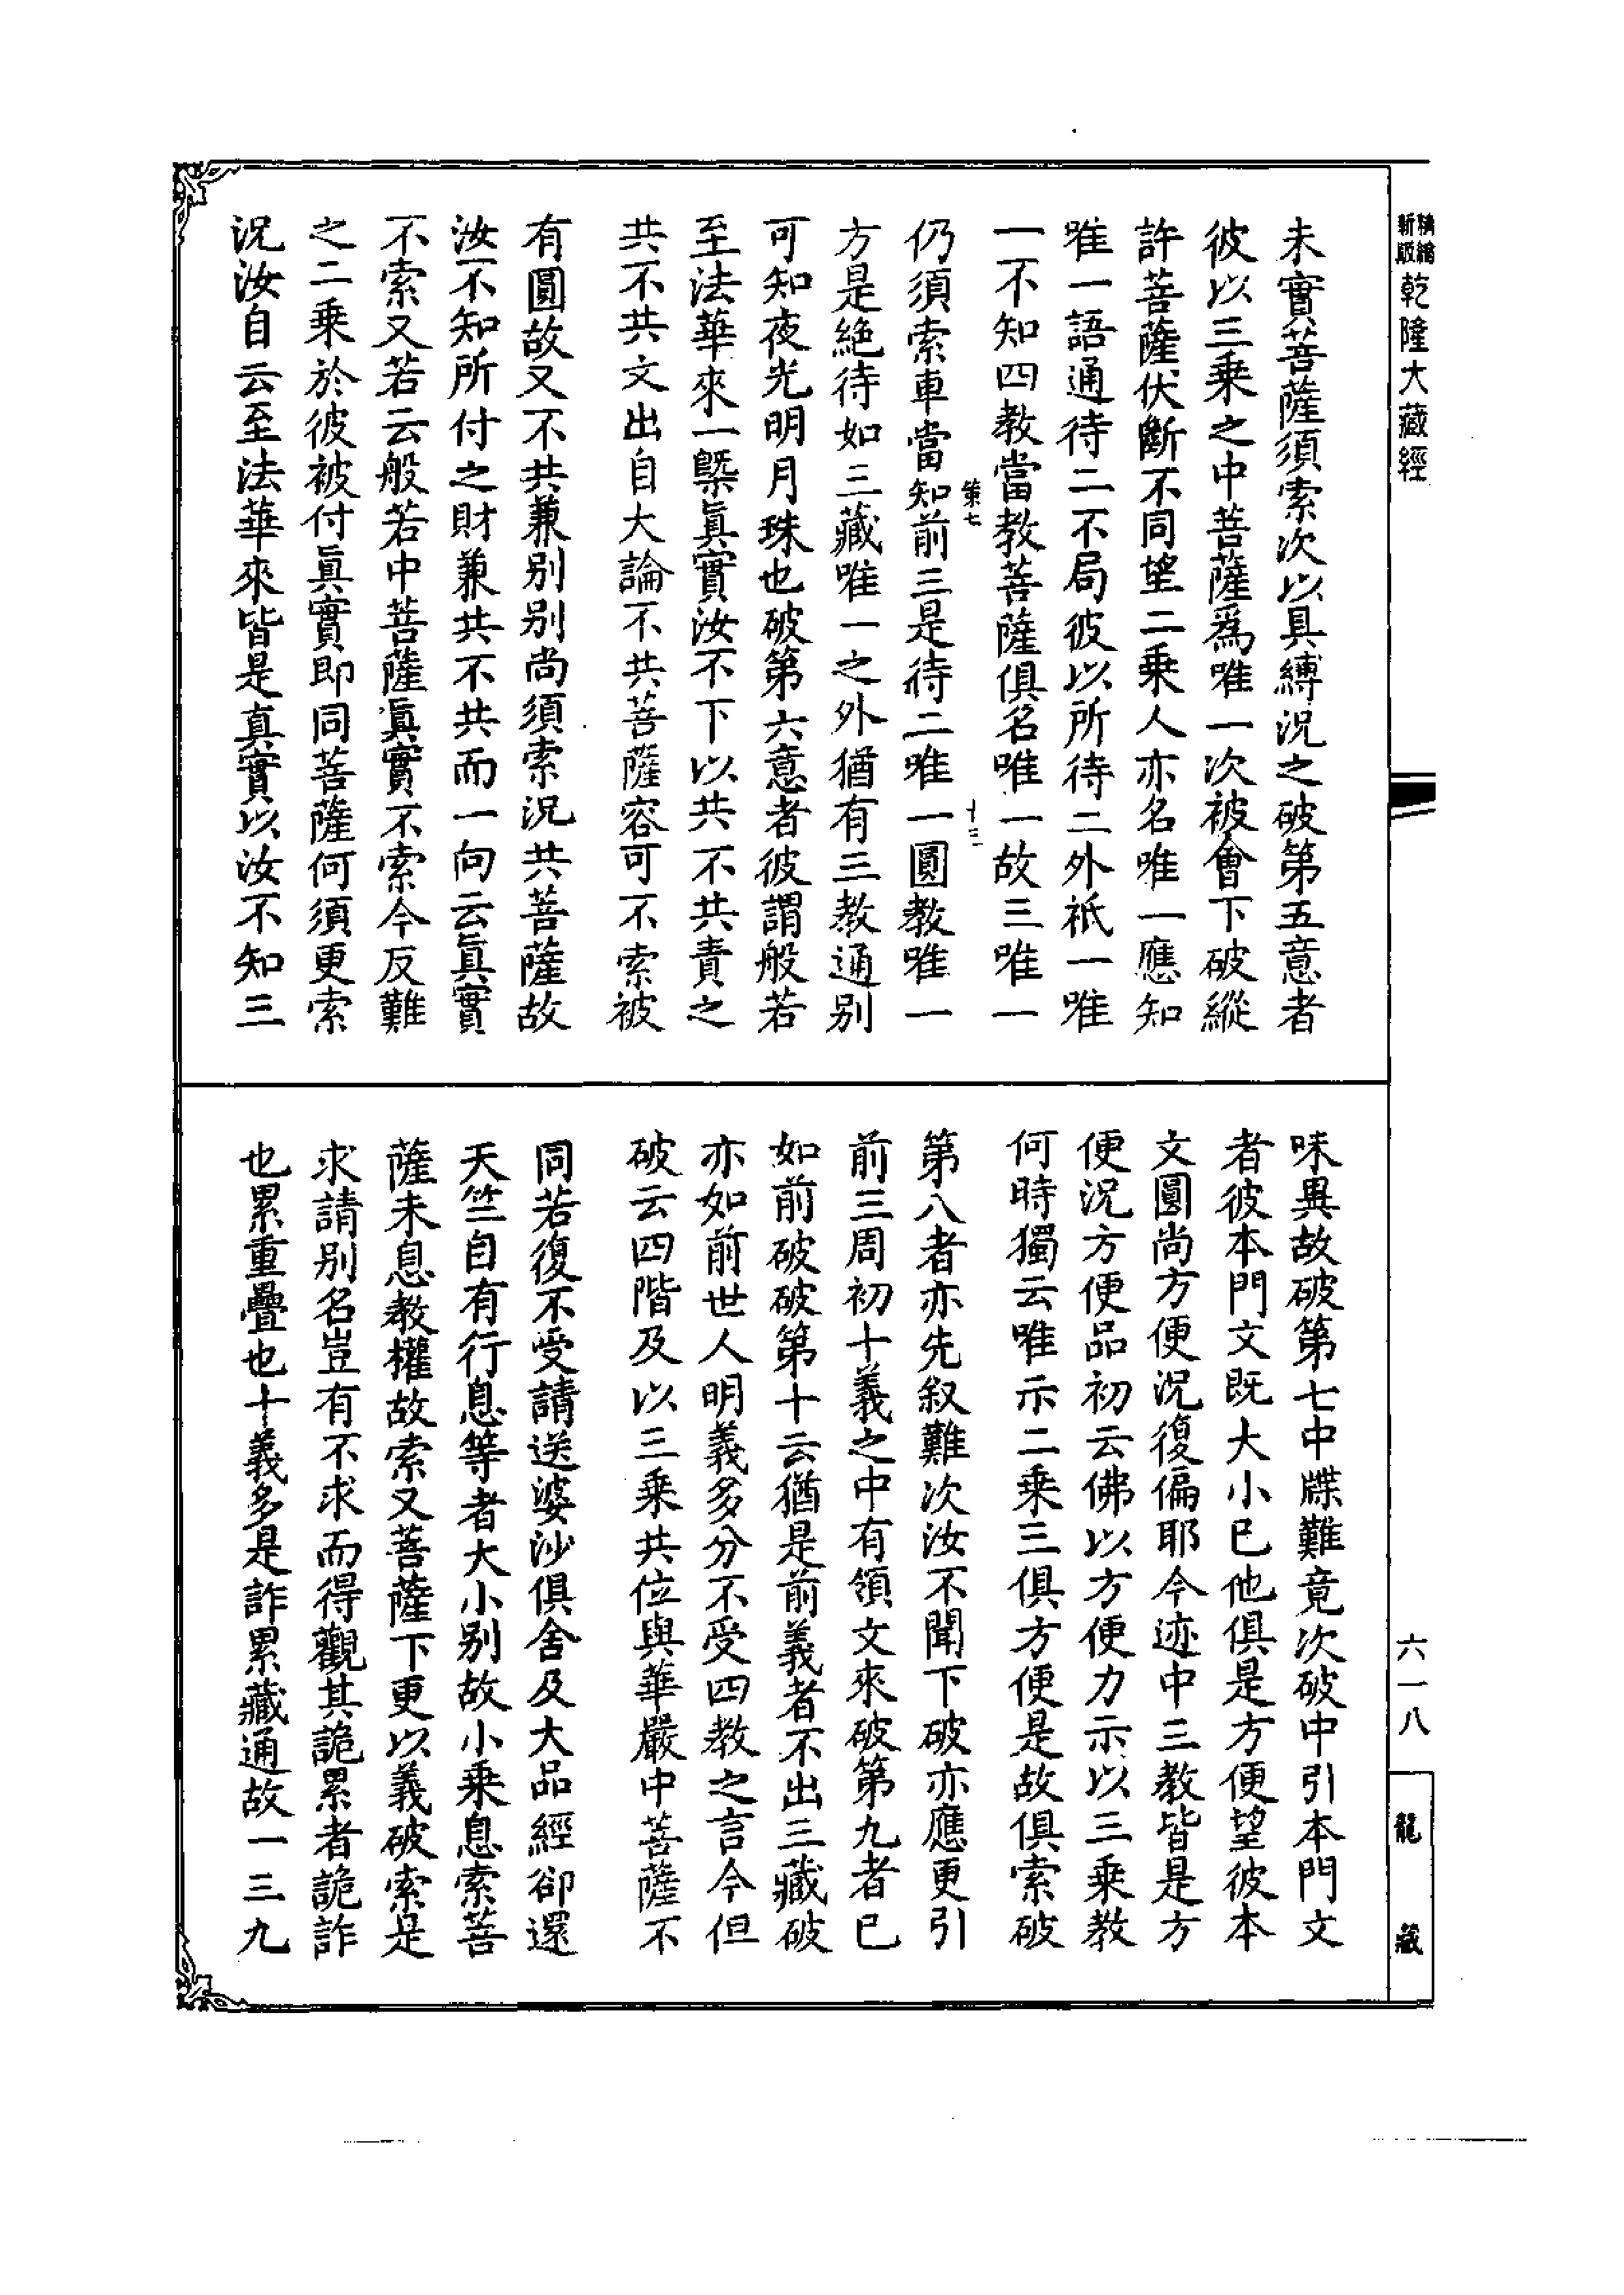 精繪新版乾隆大藏經
未實菩薩須索次以具縛況之破第五意者
彼以三乘之中菩薩爲唯一次被會下破縱
許菩薩伏斷不同望二乘人亦名唯一應知
唯一語通待二不局彼以所待二外祇一唯
一不知四教當教菩薩俱名唯一故三唯一
第七 十三
仍須索車當知前三是待二唯一圓教唯一
方是絶待如三藏唯一之外猶有三教通別
可知夜光明月珠也破第六意者彼謂般若
至法華來一槩眞實汝不下以共不共責之
共不共文出自大論不共菩薩容可不索被
有圓故又不共兼別別尚須索況共菩薩故
汝不知所付之財兼共不共而一向云眞實
不索又若云般若中菩薩眞實不索今反難
之二乘於彼被付眞實即同菩薩何須更索
況汝自云至法華來皆是真實以汝不知三
味異故破第七中牒難竟次破中引本門文
者彼本門文既大小已他俱是方便望彼本
文圓尚方便況復偏耶今迹中三教皆是方
便況方便品初云佛以方便力示以三乘教
何時獨云唯示二乘三俱方便是故俱索破
第八者亦先叙難次汝不聞下破亦應更引
前三周初十義之中有領文來破第九者已
如前破破第十云猶是前義者不出三藏破
亦如前世人明義多分不受四教之言今但
破云四階及以三乘共位與華嚴中菩薩不
同若復不受請送婆沙俱舍及大品經卻還
天竺自有行息等者大小別故小乘息索菩
薩未息教權故索又菩薩下更以義破索是
求請別名豈有不求而得觀其詭累者詭詐
也累重疊也十義多是詐累藏通故一三九
六一八
龍藏